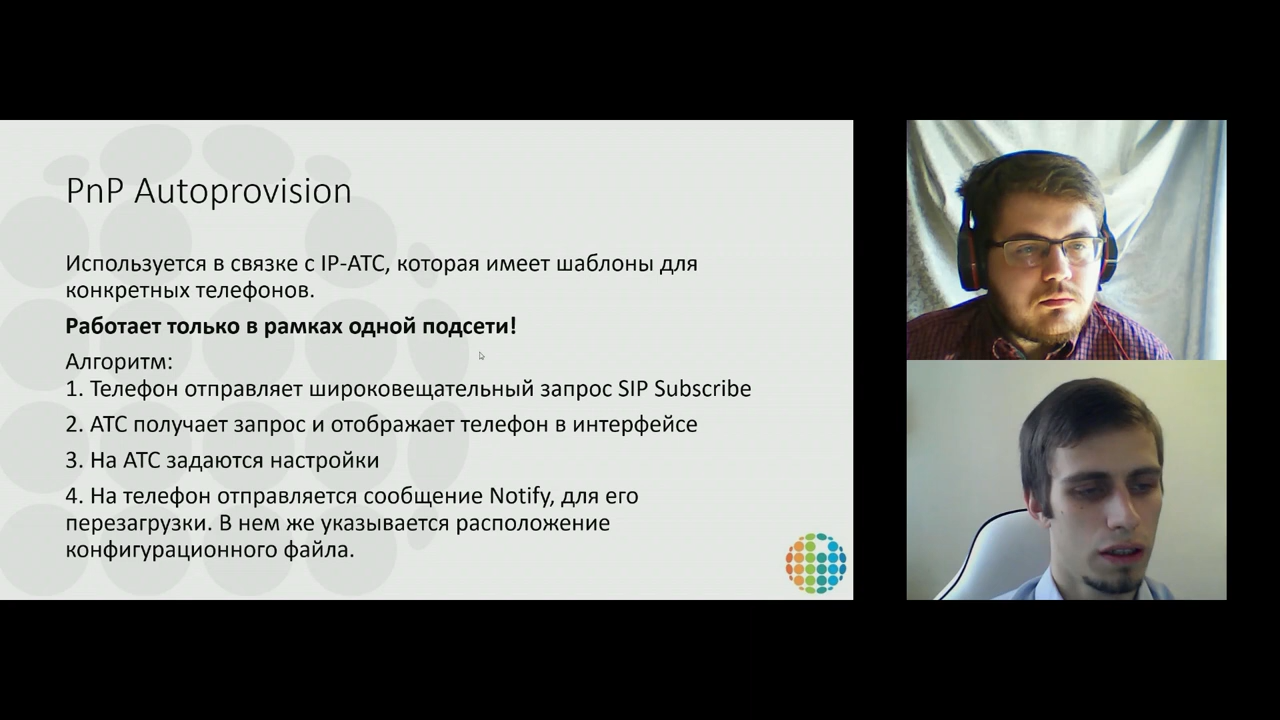 PnP Autoprovision
Используется в связке с IP-АТС, которая имеет шаблоны для
конкретных телефонов.
Работает только в рамках одной подсети!
Алгоритм:
1. Телефон отправляет широковещательный запрос SIP Subscribe
2. АТС получает запрос и отображает телефон в интерфейсе
3. На АТС задаются настройки
4. На телефон отправляется сообщение Notify, для его
перезагрузки. В нем же указывается расположение
конфигурационного файла.